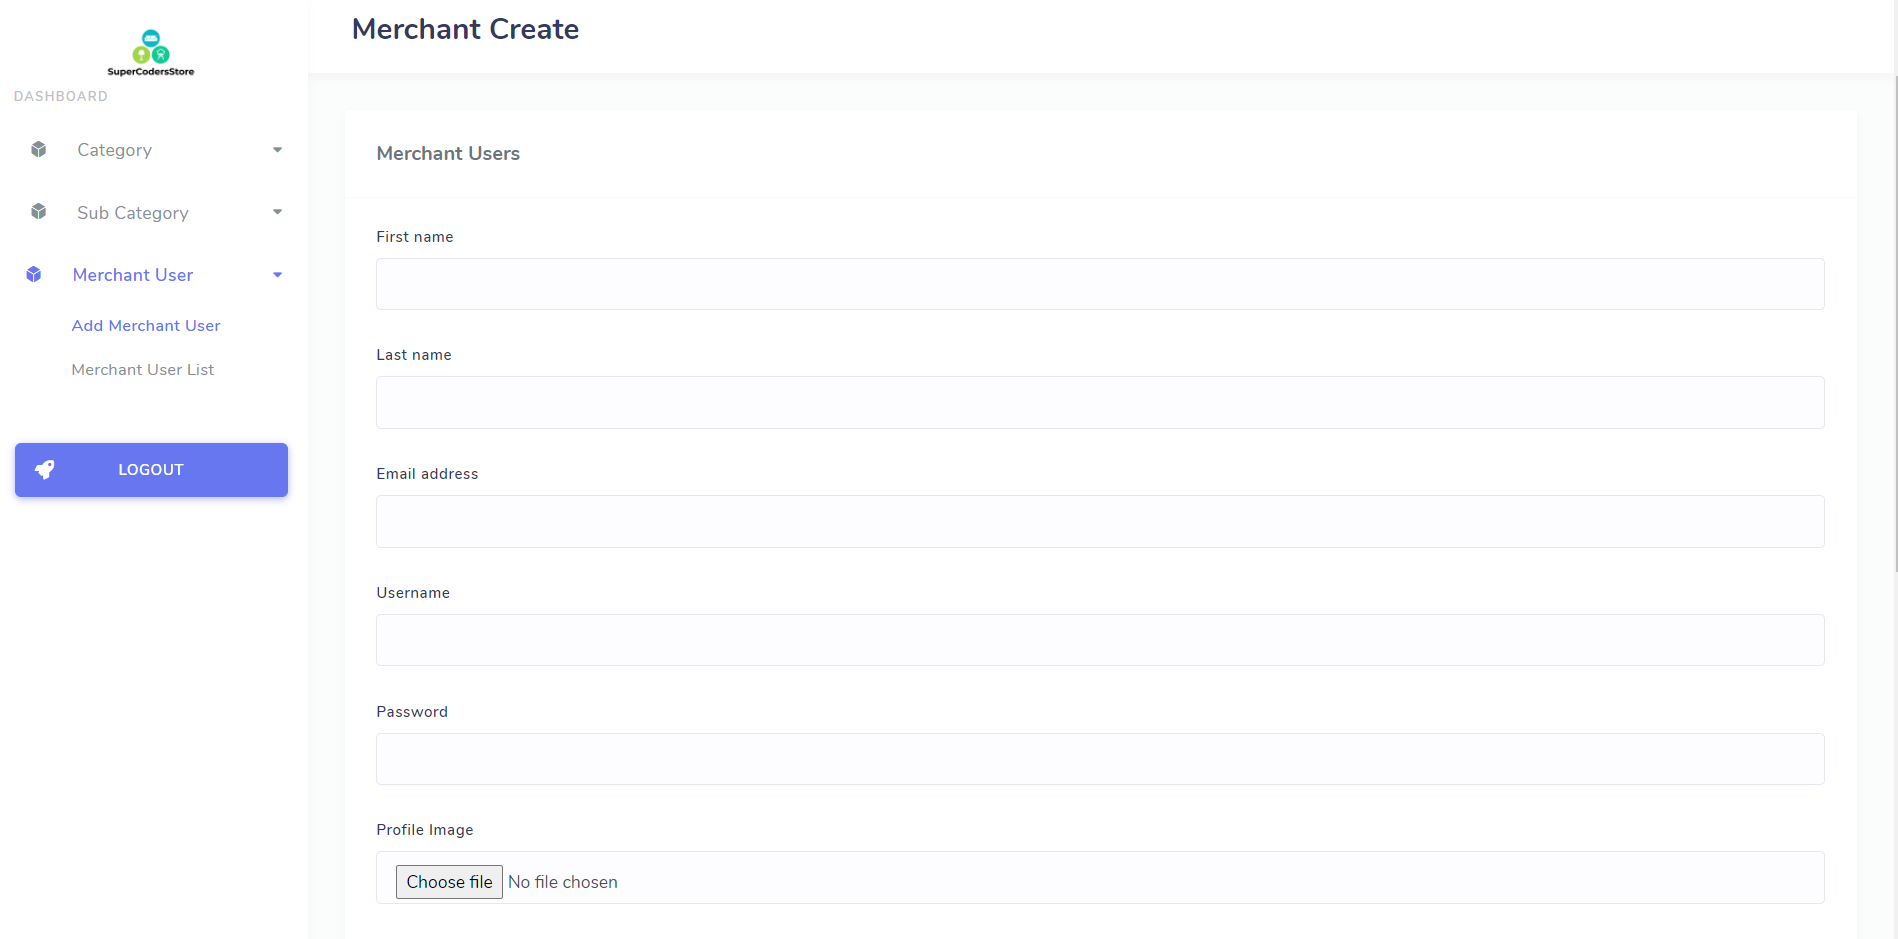 SuperCodersStore
DASHBOARD
Category
Sub Category
Merchant User
Add Merchant User
Merchant User List
LOGOUT
Merchant Create
Merchant Users
First name
Last name
Email address
Username
Password
Profile Image
Choose file No file chosen